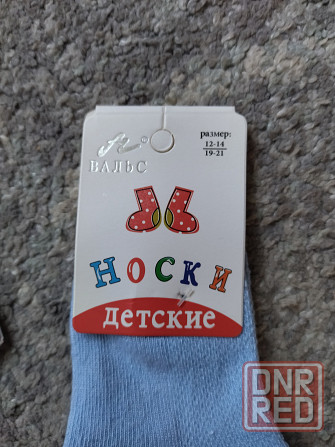 размер:
12-14
19-21
ВАЛЬС
НОСКИ
детские
DNR
RED